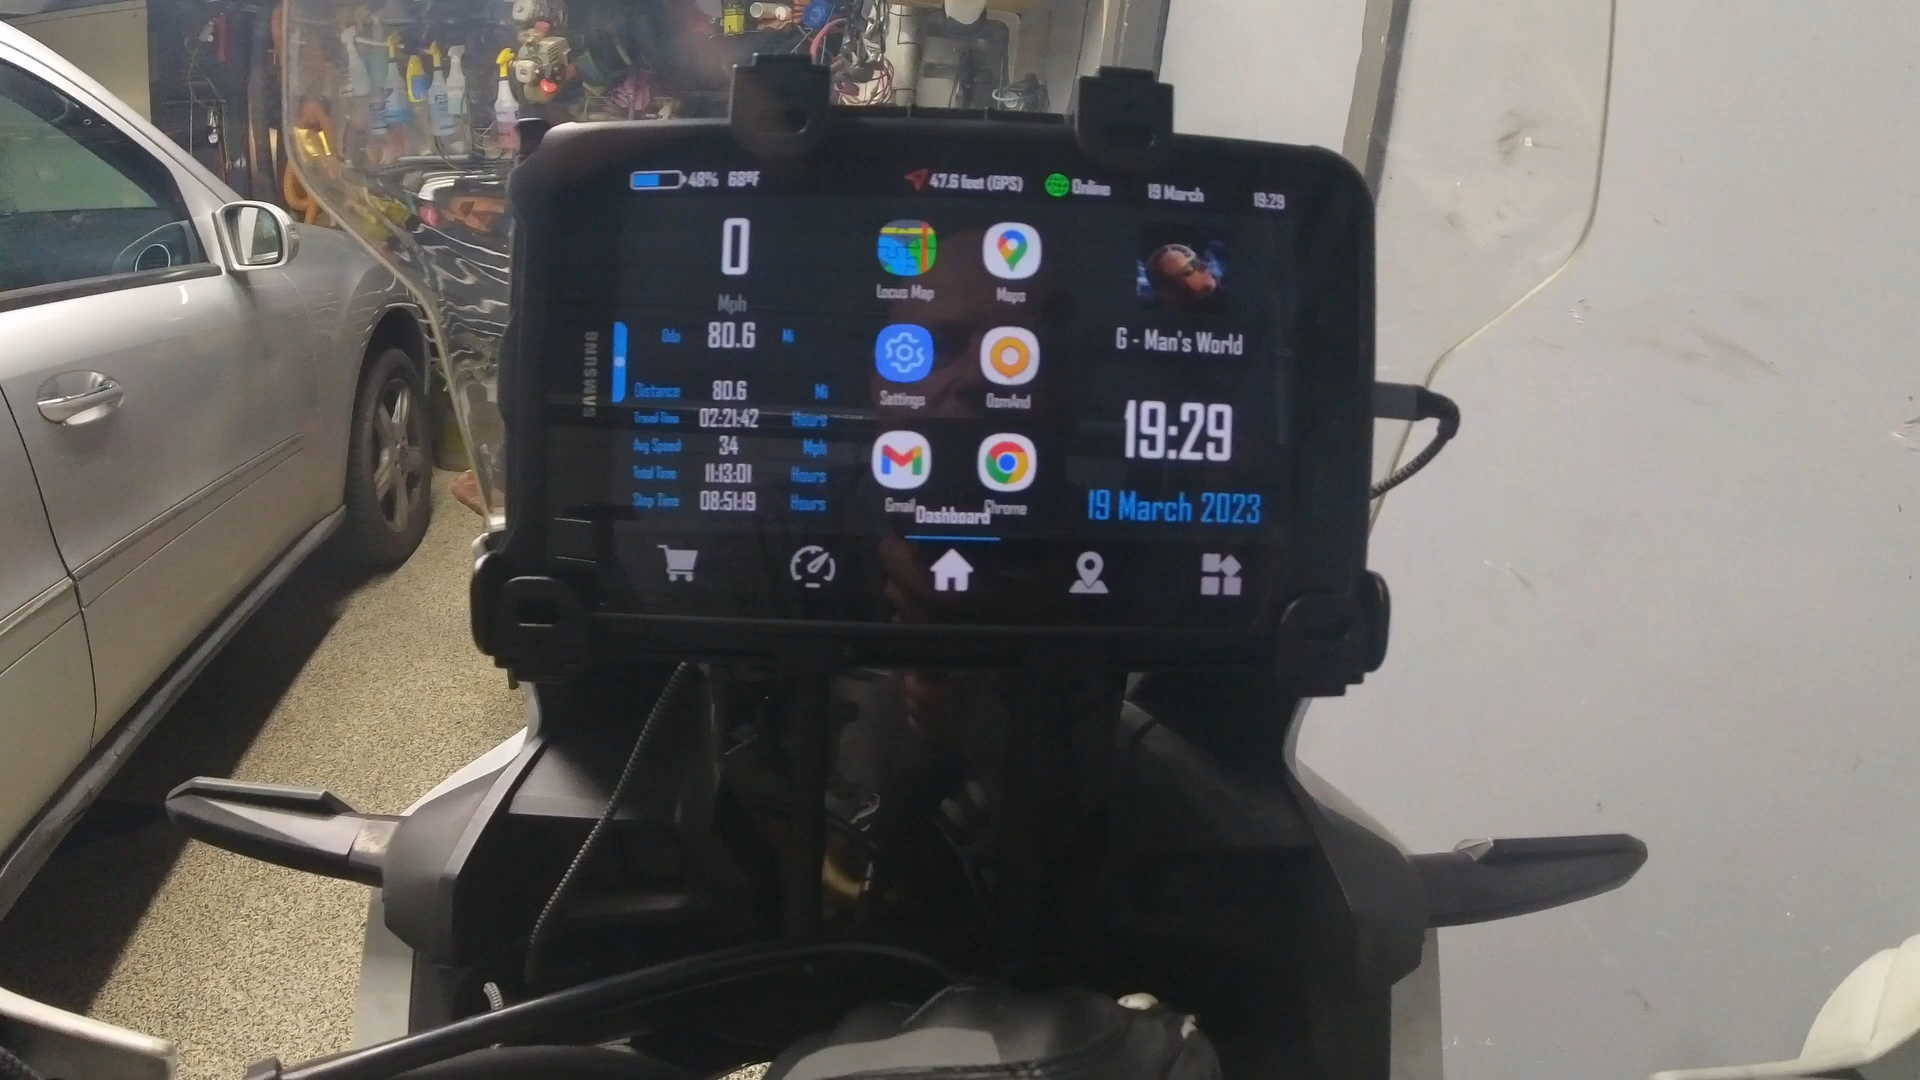 48% 68°F 47.6 feet (GPS) Online 19 March 19:29
0
Mph
Odo 80.6 Mi
Distance 80.6 Mi
Travel Time 02:21:42 Hours
Avg Speed 34 Mph
Total Time 11:13:01 Hours
Stop Time 08:51:19 Hours
SAMSUNG
Locus Map Maps
Settings OsmAnd
Gmail Chrome
Dashboard
G - Man's World
19:29
19 March 2023